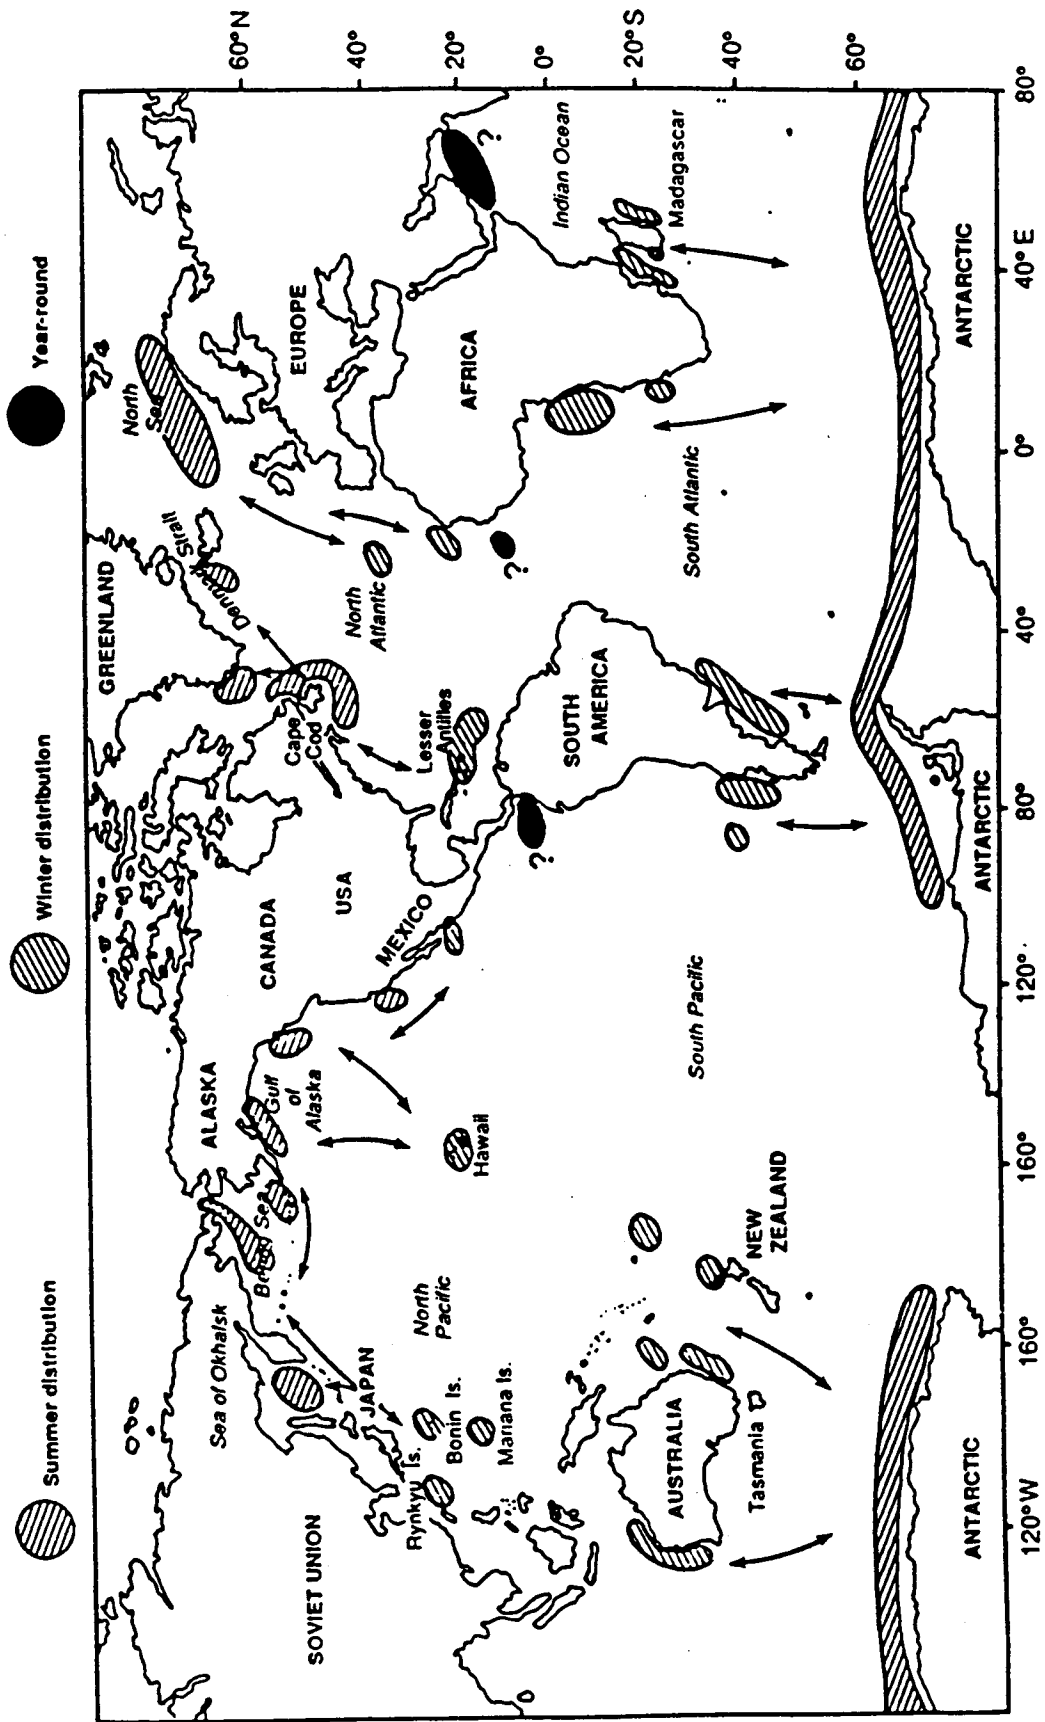 Summer distribution
Winter distribution
Year-round
GREENLAND
Denmark
Strait
North
Sea
60°N
ALASKA
Sea of Okhalsk
Bering Sea
Gulf
of
Alaska
CANADA
Cape
Cod
EUROPE
SOVIET UNION
USA
North
Atlantic
40°
JAPAN
Rynkyu Is.
North
Pacific
Bonin Is.
MEXICO
Lesser
Antilles
AFRICA
20°
Mariana Is.
Hawaii
?
?
?
0°
SOUTH
AMERICA
Indian Ocean
20°S
AUSTRALIA
South Pacific
South Atlantic
Madagascar
40°
Tasmania
NEW
ZEALAND
60°
ANTARCTIC
ANTARCTIC
ANTARCTIC
120°W
160°
160°
120°
80°
40°
0°
40°E
80°